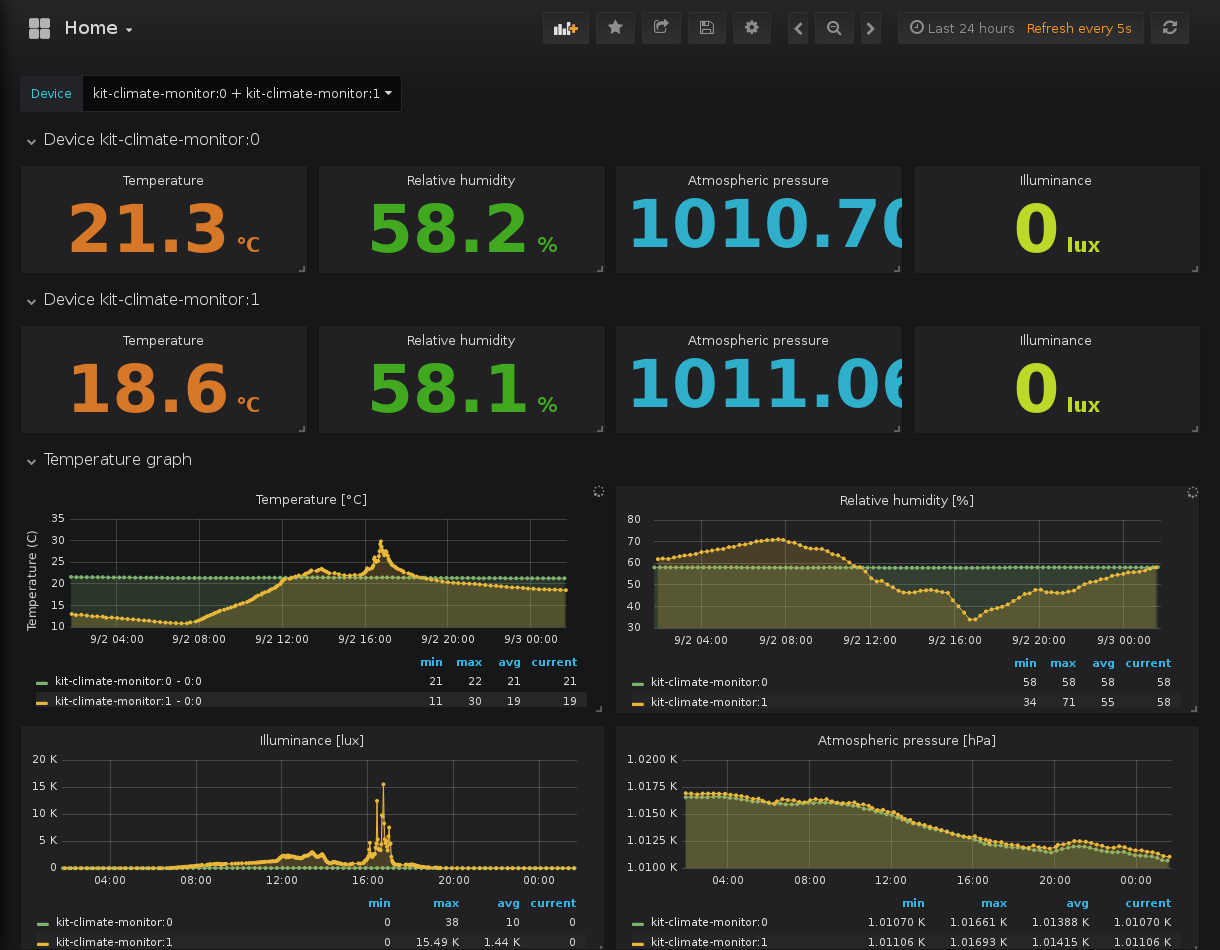 Home
Last 24 hours Refresh every 5s
Device kit-climate-monitor:0 + kit-climate-monitor:1
Device kit-climate-monitor:0
Temperature Relative humidity Atmospheric pressure Illuminance
21.3 °C 58.2 % 1010.70 0 lux
Device kit-climate-monitor:1
Temperature Relative humidity Atmospheric pressure Illuminance
18.6 °C 58.1 % 1011.06 0 lux
Temperature graph
Temperature [°C]
Temperature (C)
35
30
25
20
15
10
9/2 04:00 9/2 08:00 9/2 12:00 9/2 16:00 9/2 20:00 9/3 00:00
min max avg current
kit-climate-monitor:0 - 0:0 21 22 21 21
kit-climate-monitor:1 - 0:0 11 30 19 19
Relative humidity [%]
80
70
60
50
40
30
9/2 04:00 9/2 08:00 9/2 12:00 9/2 16:00 9/2 20:00 9/3 00:00
min max avg current
kit-climate-monitor:0 58 58 58 58
kit-climate-monitor:1 34 71 55 58
Illuminance [lux]
20 K
15 K
10 K
5 K
0
04:00 08:00 12:00 16:00 20:00 00:00
min max avg current
kit-climate-monitor:0 0 38 10 0
kit-climate-monitor:1 0 15.49 K 1.44 K 0
Atmospheric pressure [hPa]
1.0200 K
1.0175 K
1.0150 K
1.0125 K
1.0100 K
04:00 08:00 12:00 16:00 20:00 00:00
min max avg current
kit-climate-monitor:0 1.01070 K 1.01661 K 1.01388 K 1.01070 K
kit-climate-monitor:1 1.01106 K 1.01693 K 1.01415 K 1.01106 K